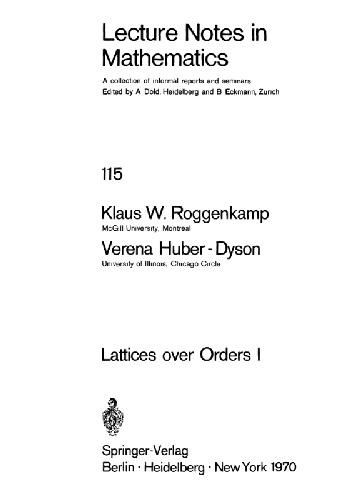 Lecture Notes in
Mathematics
A collection of informal reports and seminars
Edited by A. Dold, Heidelberg and B. Eckmann, Zürich
115
Klaus W. Roggenkamp
McGill University, Montreal
Verena Huber-Dyson
University of Illinois, Chicago Circle
Lattices over Orders I
Springer-Verlag
Berlin · Heidelberg · New York 1970